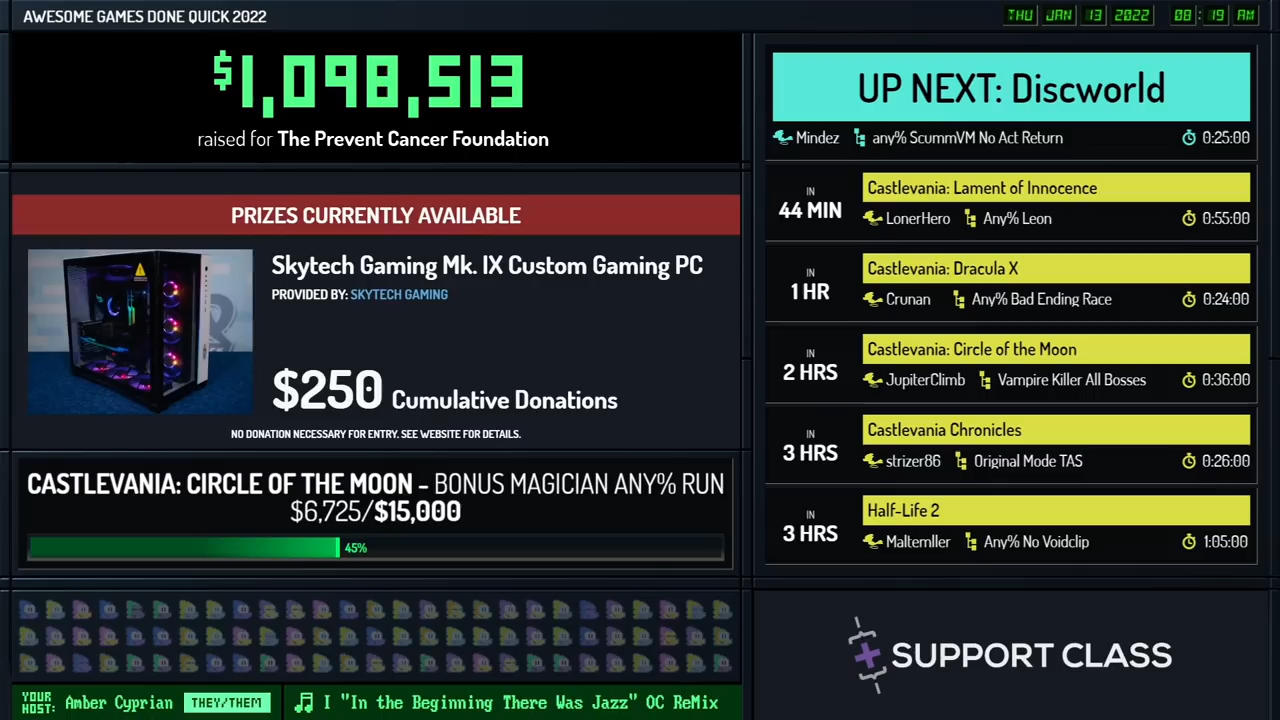 AWESOME GAMES DONE QUICK 2022
THU JAN 13 2022 08:19 AM
$1,098,513
raised for The Prevent Cancer Foundation
PRIZES CURRENTLY AVAILABLE
Skytech Gaming Mk. IX Custom Gaming PC
PROVIDED BY: SKYTECH GAMING
$250 Cumulative Donations
NO DONATION NECESSARY FOR ENTRY. SEE WEBSITE FOR DETAILS.
CASTLEVANIA: CIRCLE OF THE MOON - BONUS MAGICIAN ANY% RUN
$6,725/$15,000
45%
YOUR HOST: Amber Cyprian THEY/THEM
I "In the Beginning There Was Jazz" OC ReMix
UP NEXT: Discworld
Mindez any% ScummVM No Act Return 0:25:00
IN 44 MIN
Castlevania: Lament of Innocence
LonerHero Any% Leon 0:55:00
IN 1 HR
Castlevania: Dracula X
Crunan Any% Bad Ending Race 0:24:00
IN 2 HRS
Castlevania: Circle of the Moon
JupiterClimb Vampire Killer All Bosses 0:36:00
IN 3 HRS
Castlevania Chronicles
strizer86 Original Mode TAS 0:26:00
IN 3 HRS
Half-Life 2
Maltemller Any% No Voidclip 1:05:00
SUPPORT CLASS